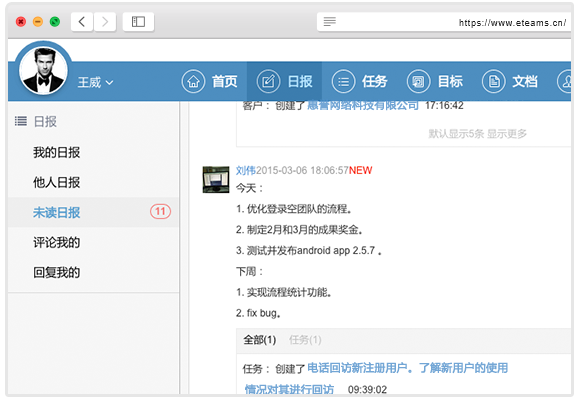 https://www.eteams.cn/
王威
首页
日报
任务
目标
文档
日报
我的日报
他人日报
未读日报
11
评论我的
回复我的
客户： 创建了 惠誉网络科技有限公司 17:16:42
默认显示5条 显示更多
刘伟2015-03-06 18:06:57NEW
今天：
1. 优化登录空团队的流程。
2. 制定2月和3月的成果奖金。
3. 测试并发布android app 2.5.7 。
下周：
1. 实现流程统计功能。
2. fix bug。
全部(1) 任务(1)
任务： 创建了 电话回访新注册用户。了解新用户的使用
情况对其进行回访 09:39:02